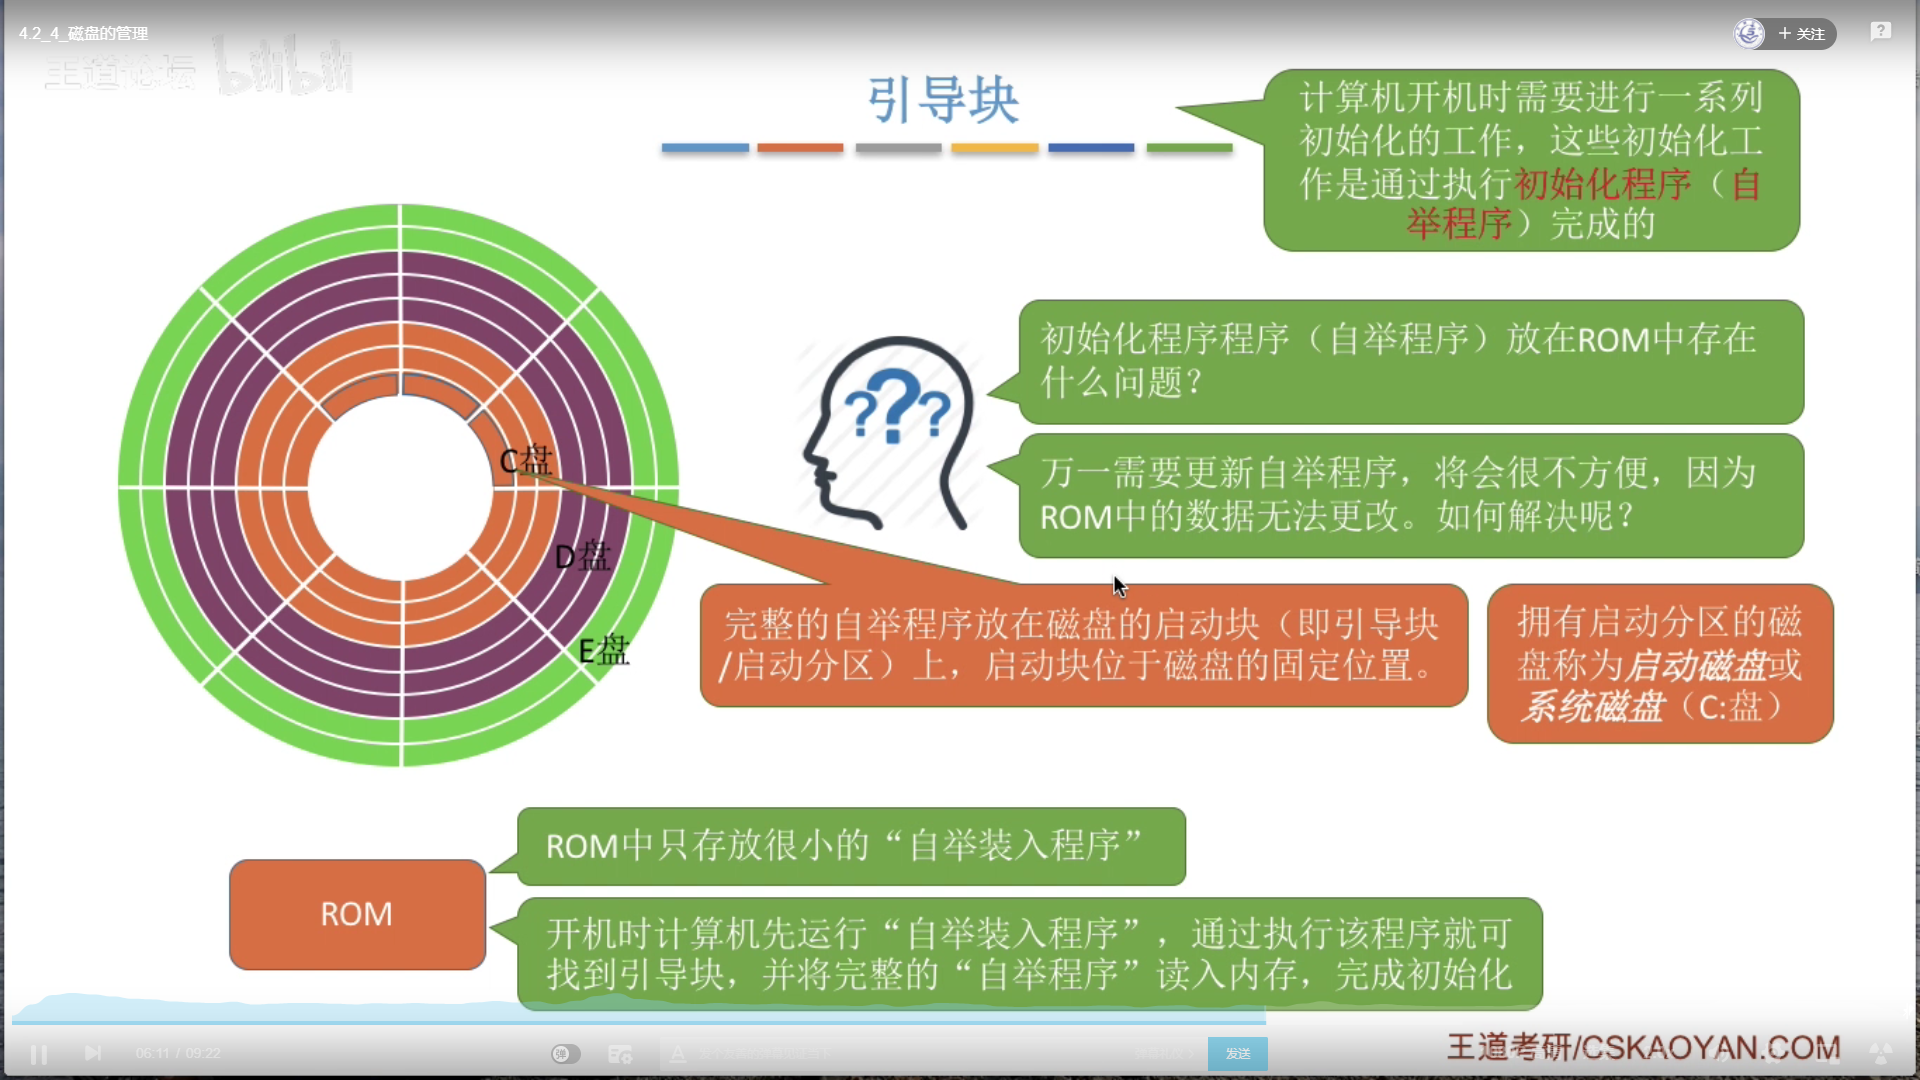 4.2_4_磁盘的管理
王道论坛 bilibili
+ 关注
引导块
计算机开机时需要进行一系列
初始化的工作，这些初始化工
作是通过执行初始化程序（自
举程序）完成的
初始化程序程序（自举程序）放在ROM中存在
什么问题？
万一需要更新自举程序，将会很不方便，因为
ROM中的数据无法更改。如何解决呢？
???
C盘
D盘
E盘
完整的自举程序放在磁盘的启动块（即引导块
/启动分区）上，启动块位于磁盘的固定位置。
拥有启动分区的磁
盘称为启动磁盘或
系统磁盘（C:盘）
ROM中只存放很小的“自举装入程序”
ROM
开机时计算机先运行“自举装入程序”，通过执行该程序就可
找到引导块，并将完整的“自举程序”读入内存，完成初始化
06:11 / 09:22
弹
发送
王道考研/CSKAOYAN.COM